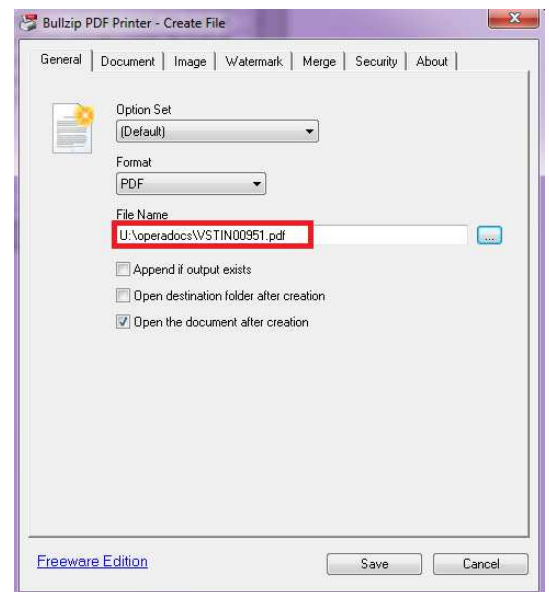 Bullzip PDF Printer - Create File
General Document Image Watermark Merge Security About
Option Set
(Default)
Format
PDF
File Name
U:\operadocs\VSTIN00951.pdf
...
Append if output exists
Open destination folder after creation
Open the document after creation
Freeware Edition
Save Cancel